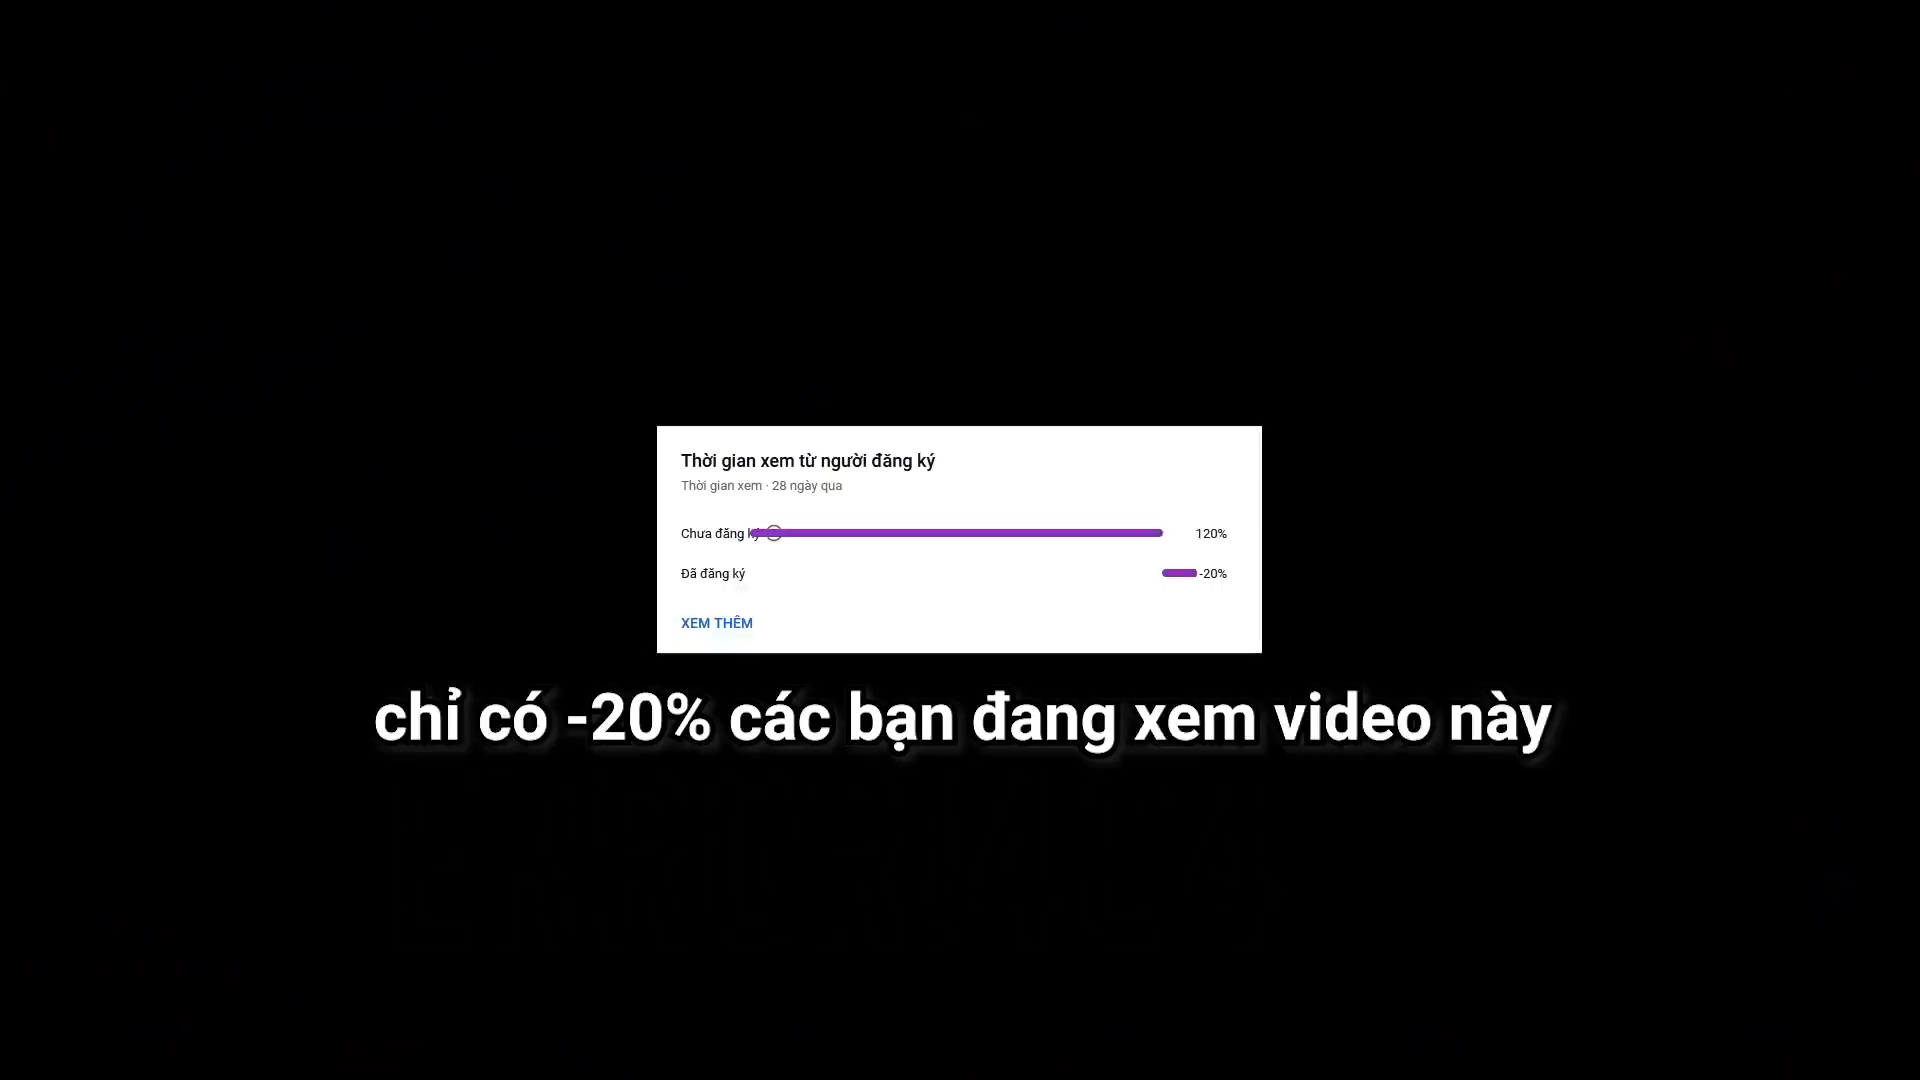 Thời gian xem từ người đăng ký
Thời gian xem · 28 ngày qua
Chưa đăng ký 120%
Đã đăng ký -20%
XEM THÊM
chỉ có -20% các bạn đang xem video này